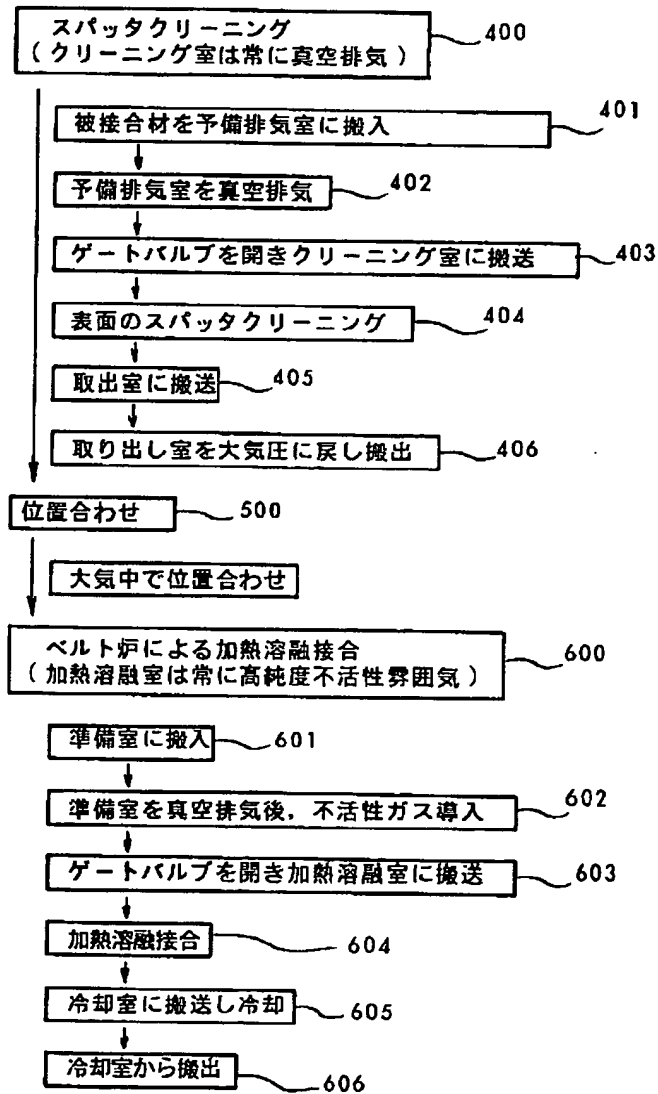 スパッタクリーニング
(クリーニング室は常に真空排気)
400
被接合材を予備排気室に搬入
401
予備排気室を真空排気
402
ゲートバルブを開きクリーニング室に搬送
403
表面のスパッタクリーニング
404
取出室に搬送
405
取り出し室を大気圧に戻し搬出
406
位置合わせ
500
大気中で位置合わせ
ベルト炉による加熱溶融接合
(加熱溶融室は常に高純度不活性雰囲気)
600
準備室に搬入
601
準備室を真空排気後，不活性ガス導入
602
ゲートバルブを開き加熱溶融室に搬送
603
加熱溶融接合
604
冷却室に搬送し冷却
605
冷却室から搬出
606